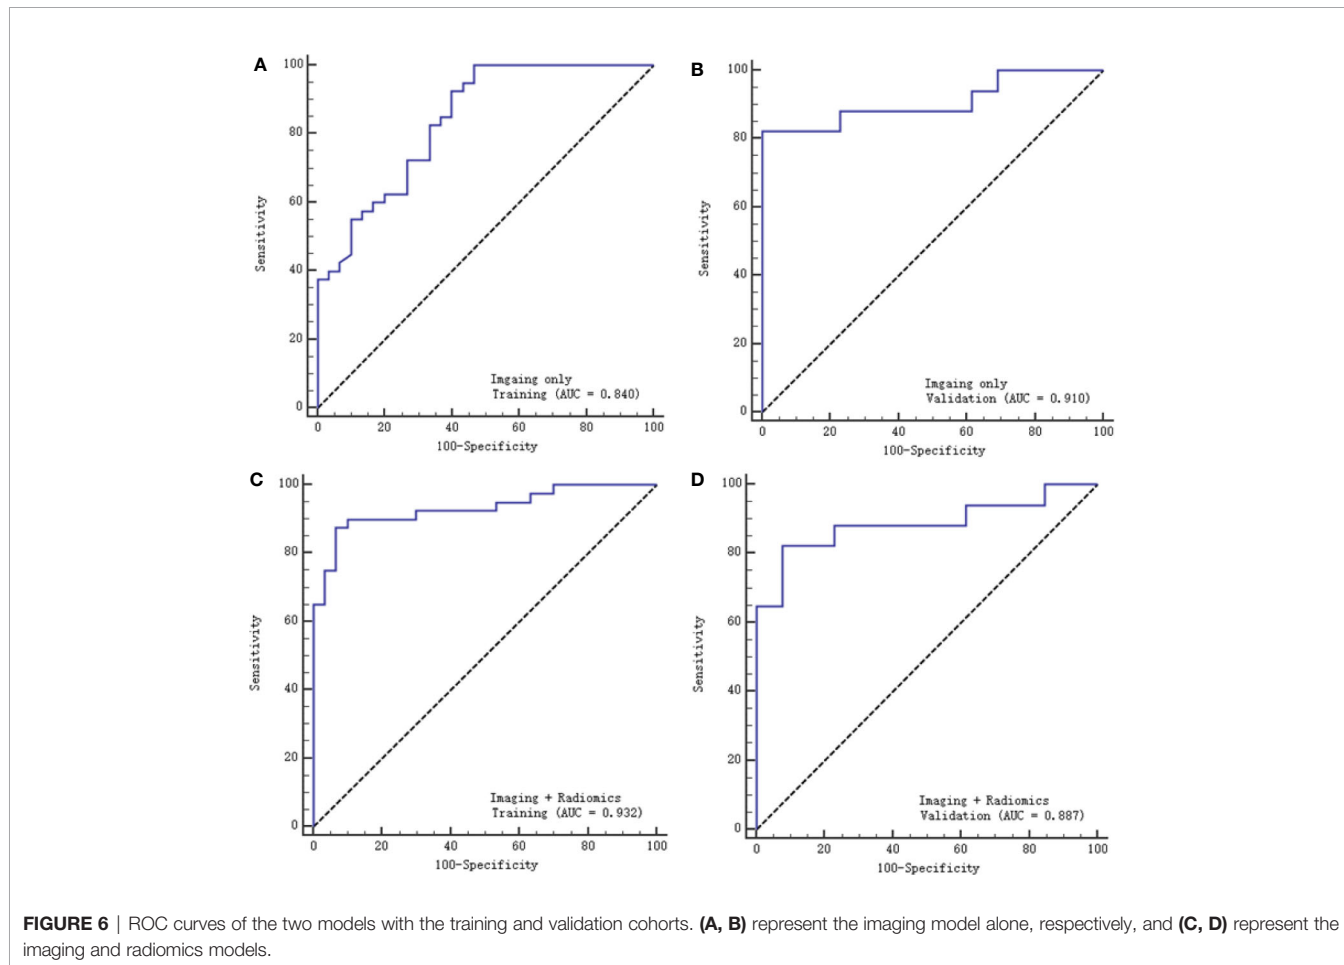 A
100
80
60
40
20
0
Sensitivity
0 20 40 60 80 100
100-Specificity
Imgaing only
Training (AUC = 0.840)
B
100
80
60
40
20
0
Sensitivity
0 20 40 60 80 100
100-Specificity
Imgaing only
Validation (AUC = 0.910)
C
100
80
60
40
20
0
Sensitivity
0 20 40 60 80 100
100-Specificity
Imaging + Radiomics
Training (AUC = 0.932)
D
100
80
60
40
20
0
Sensitivity
0 20 40 60 80 100
100-Specificity
Imaging + Radiomics
Validation (AUC = 0.887)
FIGURE 6 | ROC curves of the two models with the training and validation cohorts. (A, B) represent the imaging model alone, respectively, and (C, D) represent the
imaging and radiomics models.